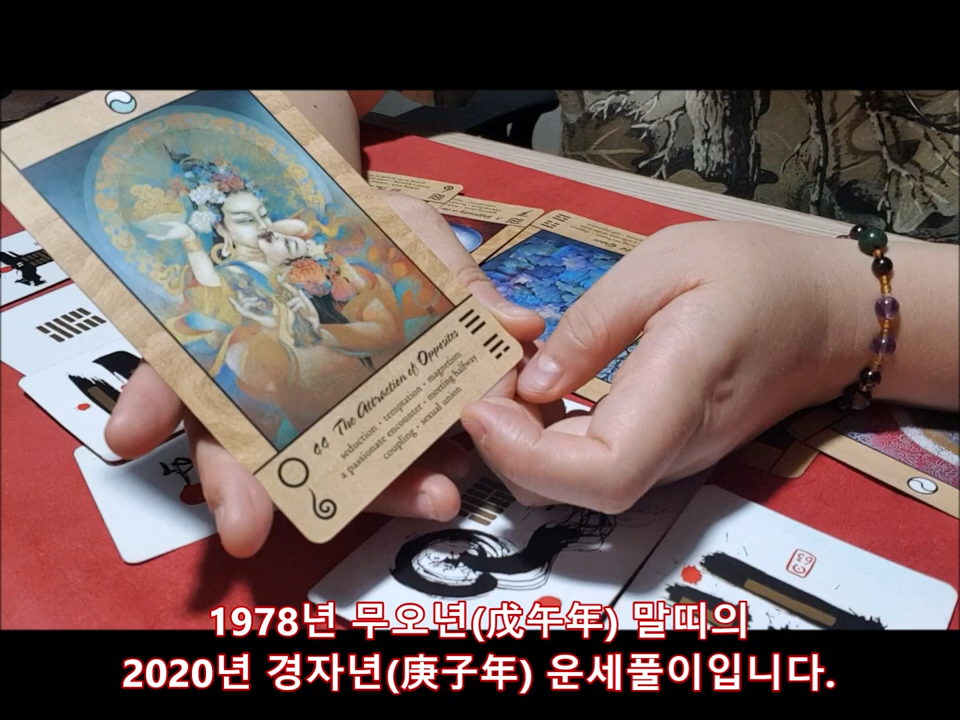 44 The Attraction of Opposites
seduction • temptation • magnetism
a passionate encounter • meeting halfway
coupling • sexual union
1978년 무오년(戊午年) 말띠의
2020년 경자년(庚子年) 운세풀이입니다.